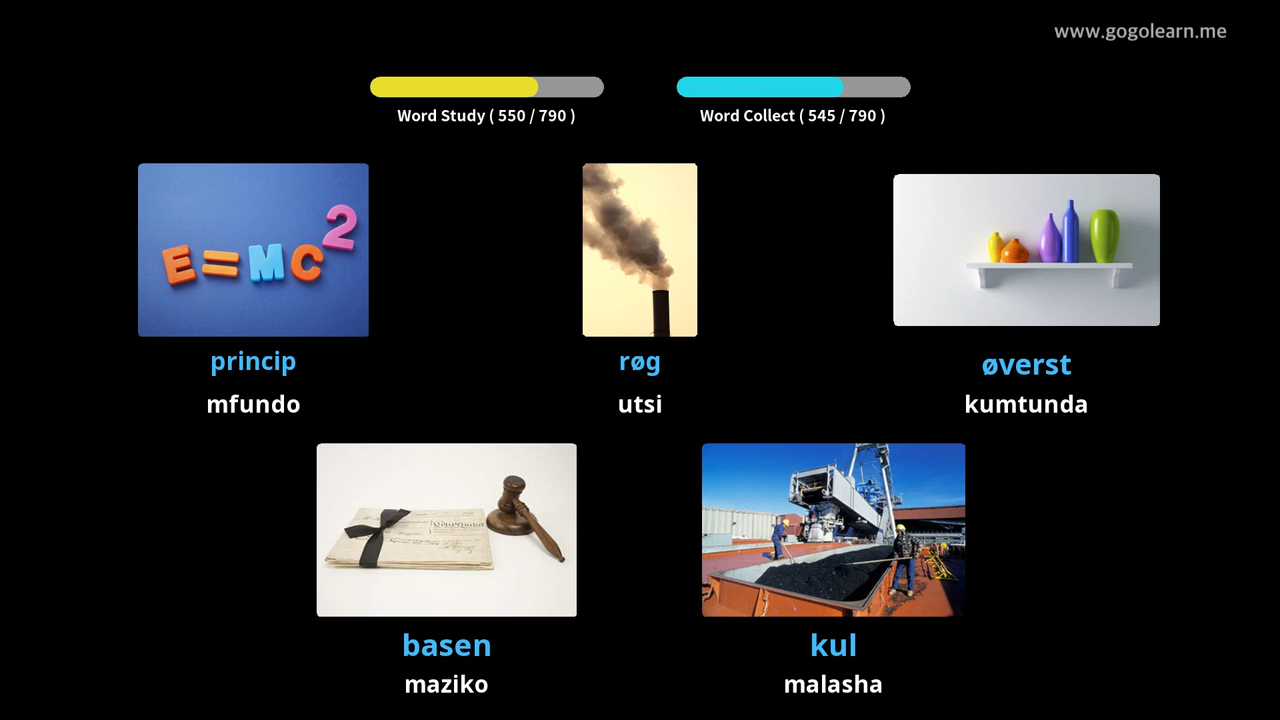 www.gogolearn.me
Word Study ( 550 / 790 )
Word Collect ( 545 / 790 )
E=MC2
princip
mfundo
røg
utsi
øverst
kumtunda
basen
maziko
kul
malasha